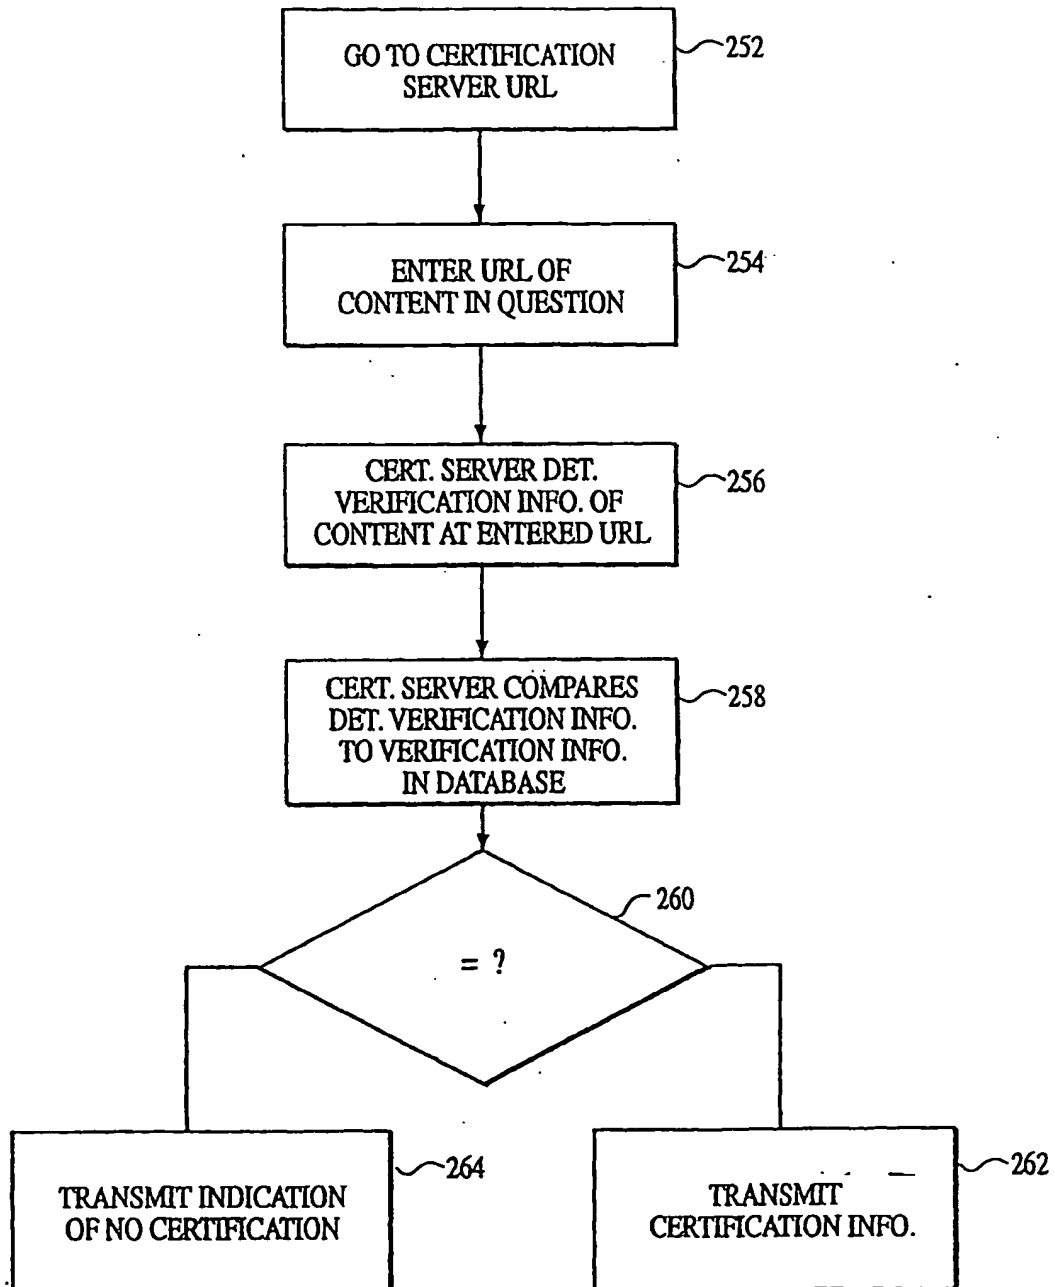 GO TO CERTIFICATION
SERVER URL
252
ENTER URL OF
CONTENT IN QUESTION
254
CERT. SERVER DET.
VERIFICATION INFO. OF
CONTENT AT ENTERED URL
256
CERT. SERVER COMPARES
DET. VERIFICATION INFO.
TO VERIFICATION INFO.
IN DATABASE
258
= ?
260
TRANSMIT INDICATION
OF NO CERTIFICATION
264
TRANSMIT
CERTIFICATION INFO.
262